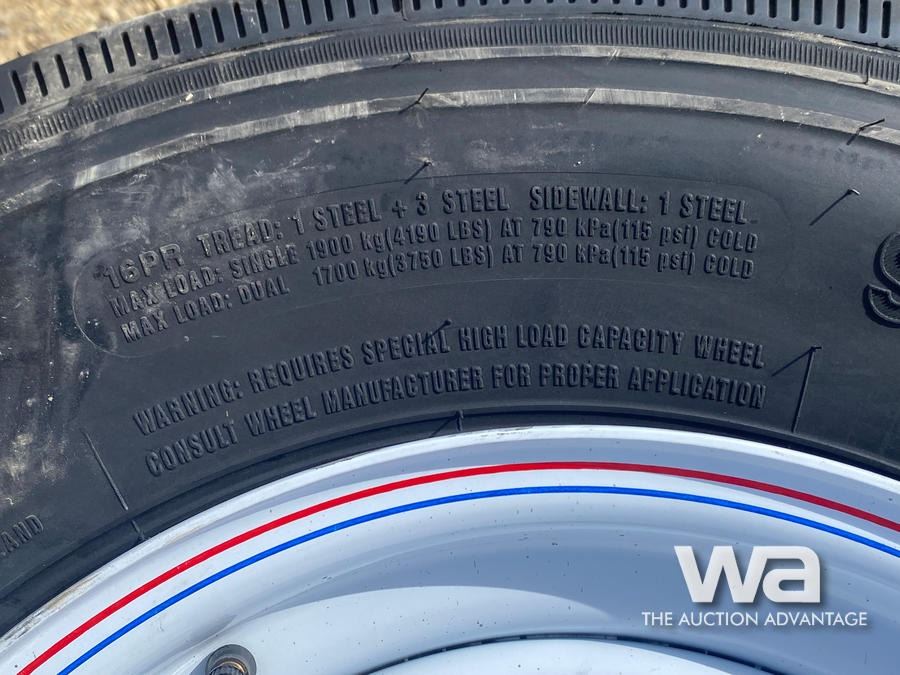 16PR TREAD: 1 STEEL + 3 STEEL SIDEWALL: 1 STEEL
MAX LOAD: SINGLE 1900 kg(4190 LBS) AT 790 KPa(115 psi) COLD
MAX LOAD: DUAL 1700 kg(3750 LBS) AT 790 KPa(115 psi) COLD
WARNING: REQUIRES SPECIAL HIGH LOAD CAPACITY WHEEL
CONSULT WHEEL MANUFACTURER FOR PROPER APPLICATION
wa
THE AUCTION ADVANTAGE